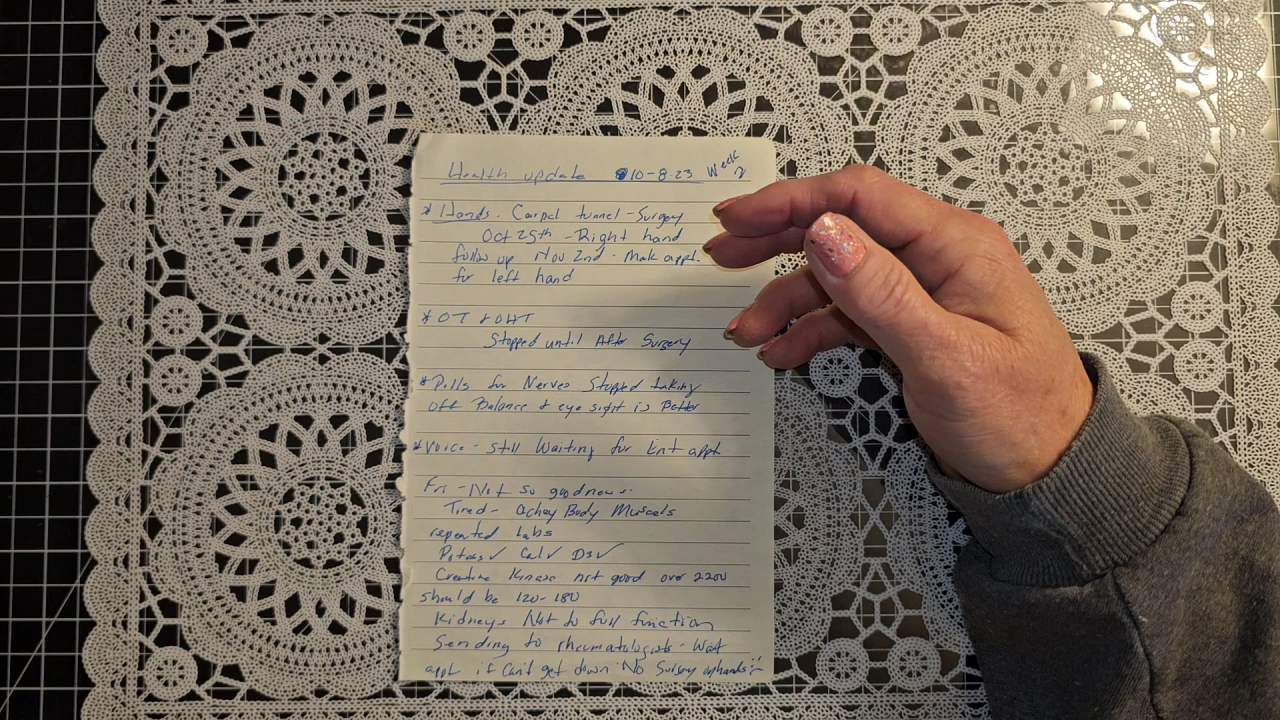 Health update 10-8-23 Week 2
* Hands. Carpal tunnel - Surgery
Oct 25th - Right hand
follow up Nov 2nd - Mak appt.
for left hand
* OT & OHT
Stopped until After Surgery
* Pills for Nerves Stopped taking
off Balance & eye sight is Better
* Voice - still Waiting for Ent appt
Fri - Not so good news.
Tired - Achey Body Muscels
repeated labs
Potass ✓ Cal ✓ D3 ✓
Creatine Kinase not good over 2200
should be 120-180
Kidneys Not to full function
Sending to rheumatologists - Wait
appt if Can't get down No Surgery on hands :-